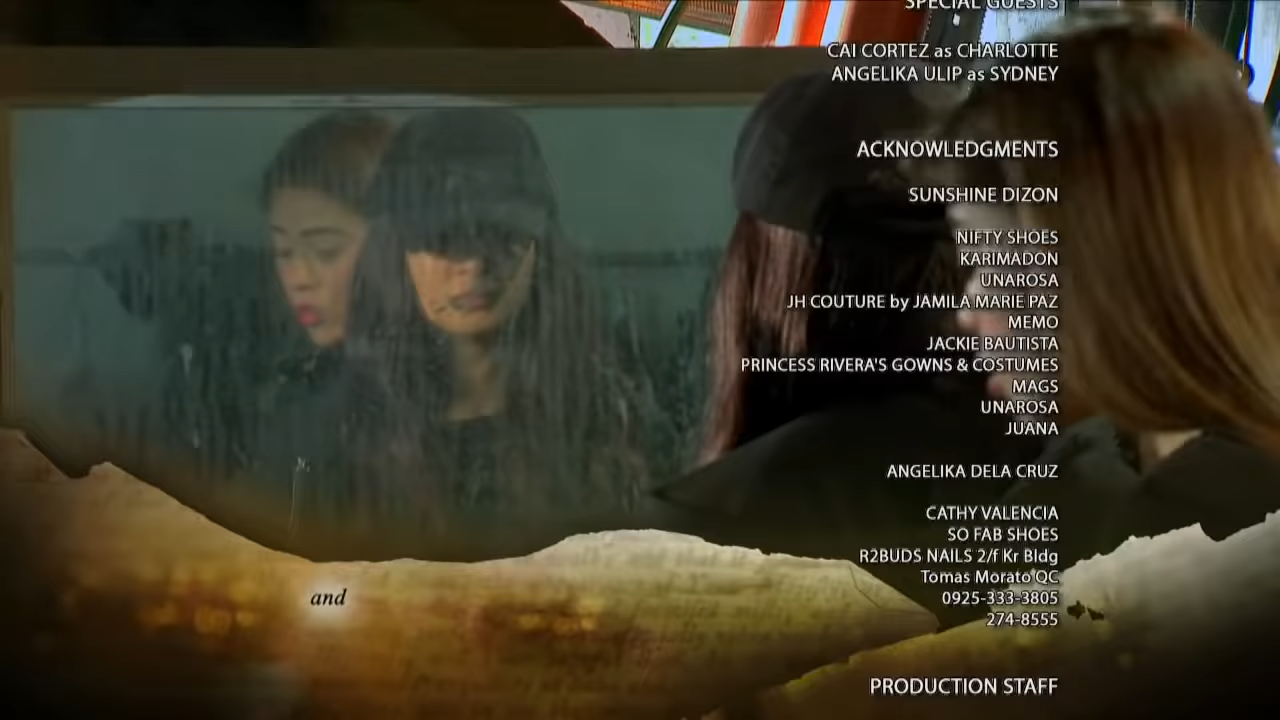 SPECIAL GUESTS
CAI CORTEZ as CHARLOTTE
ANGELIKA ULIP as SYDNEY
ACKNOWLEDGMENTS
SUNSHINE DIZON
NIFTY SHOES
KARIMADON
UNAROSA
JH COUTURE by JAMILA MARIE PAZ
MEMO
JACKIE BAUTISTA
PRINCESS RIVERA'S GOWNS & COSTUMES
MAGS
UNAROSA
JUANA
ANGELIKA DELA CRUZ
CATHY VALENCIA
SO FAB SHOES
R2BUDS NAILS 2/f Kr Bldg
Tomas Morato QC
0925-333-3805
274-8555
and
PRODUCTION STAFF